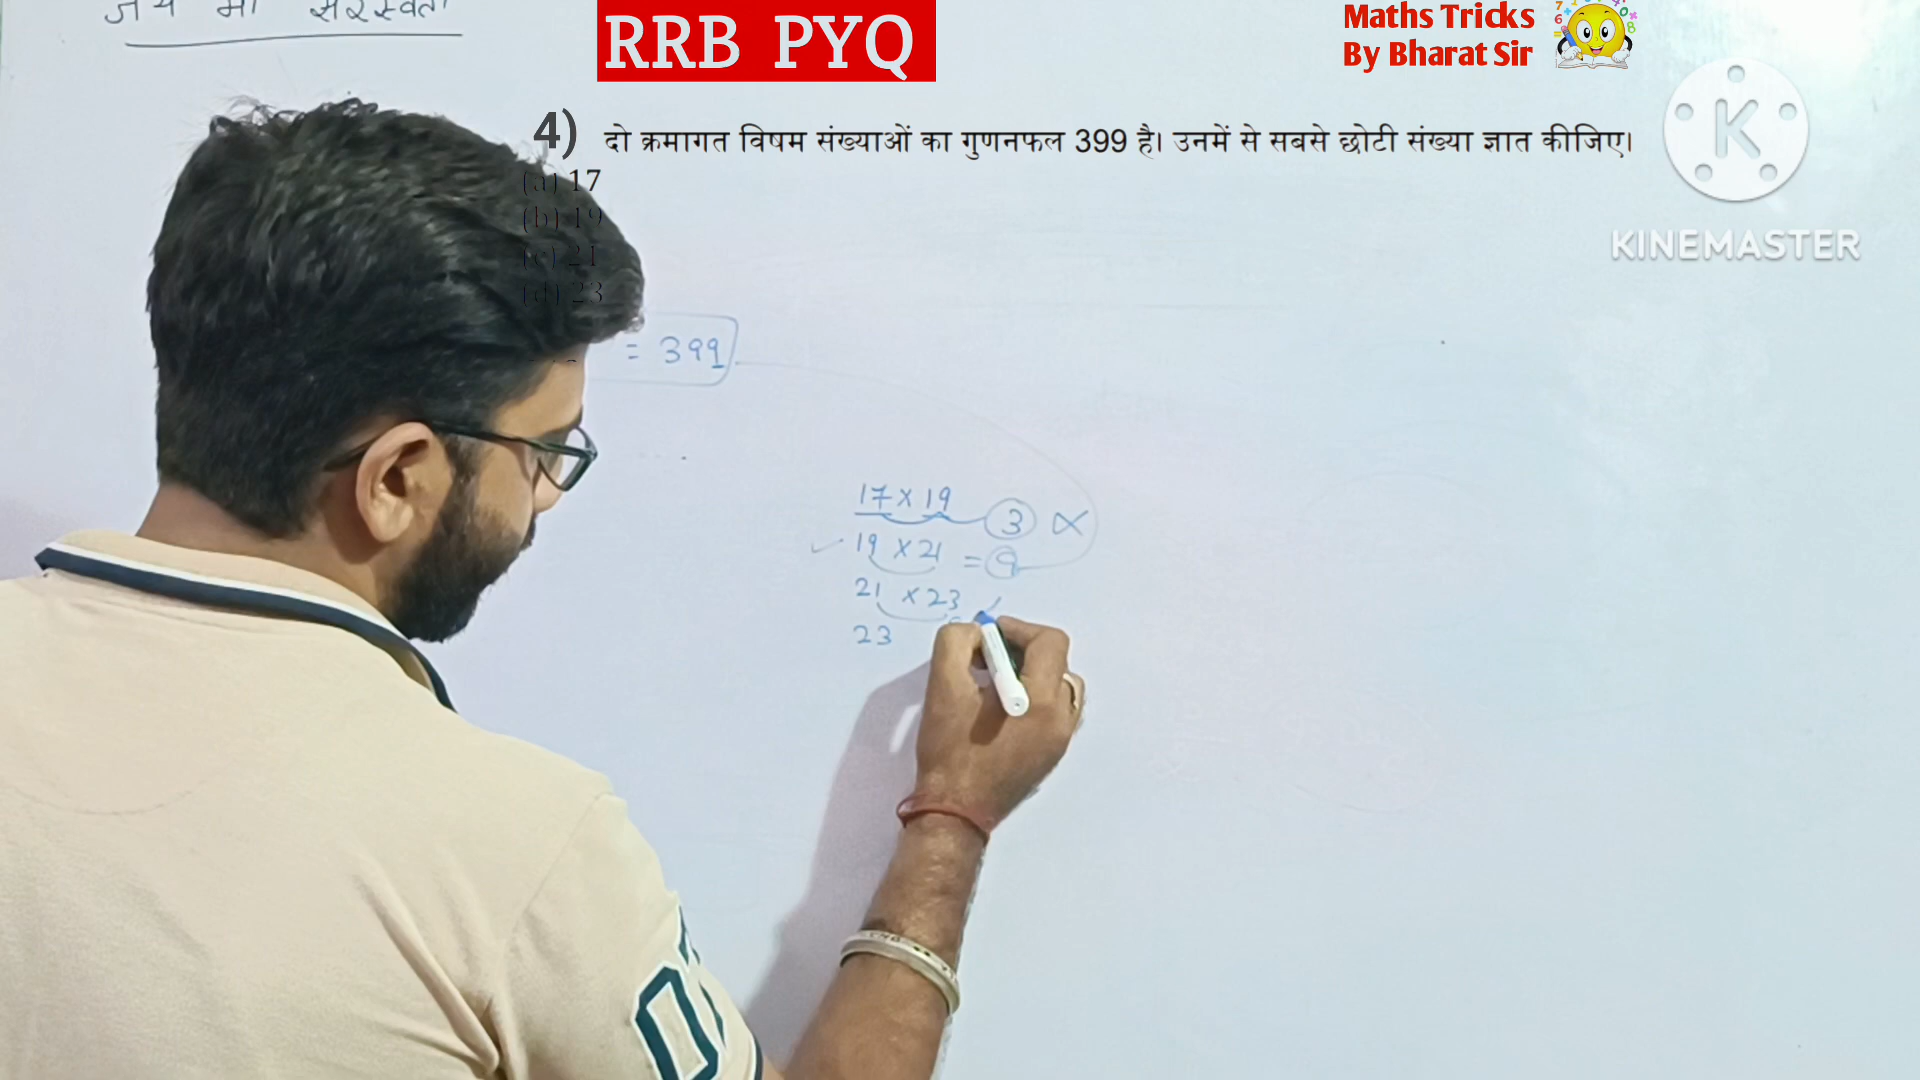 जय माँ सरस्वती
RRB PYQ
Maths Tricks
By Bharat Sir
4) दो क्रमागत विषम संख्याओं का गुणनफल 399 है। उनमें से सबसे छोटी संख्या ज्ञात कीजिए।
(a) 17
(b) 19
(c) 21
(d) 23
K
KINEMASTER
= 399
17 × 19 3
19 × 21 = 9
21 × 23
23